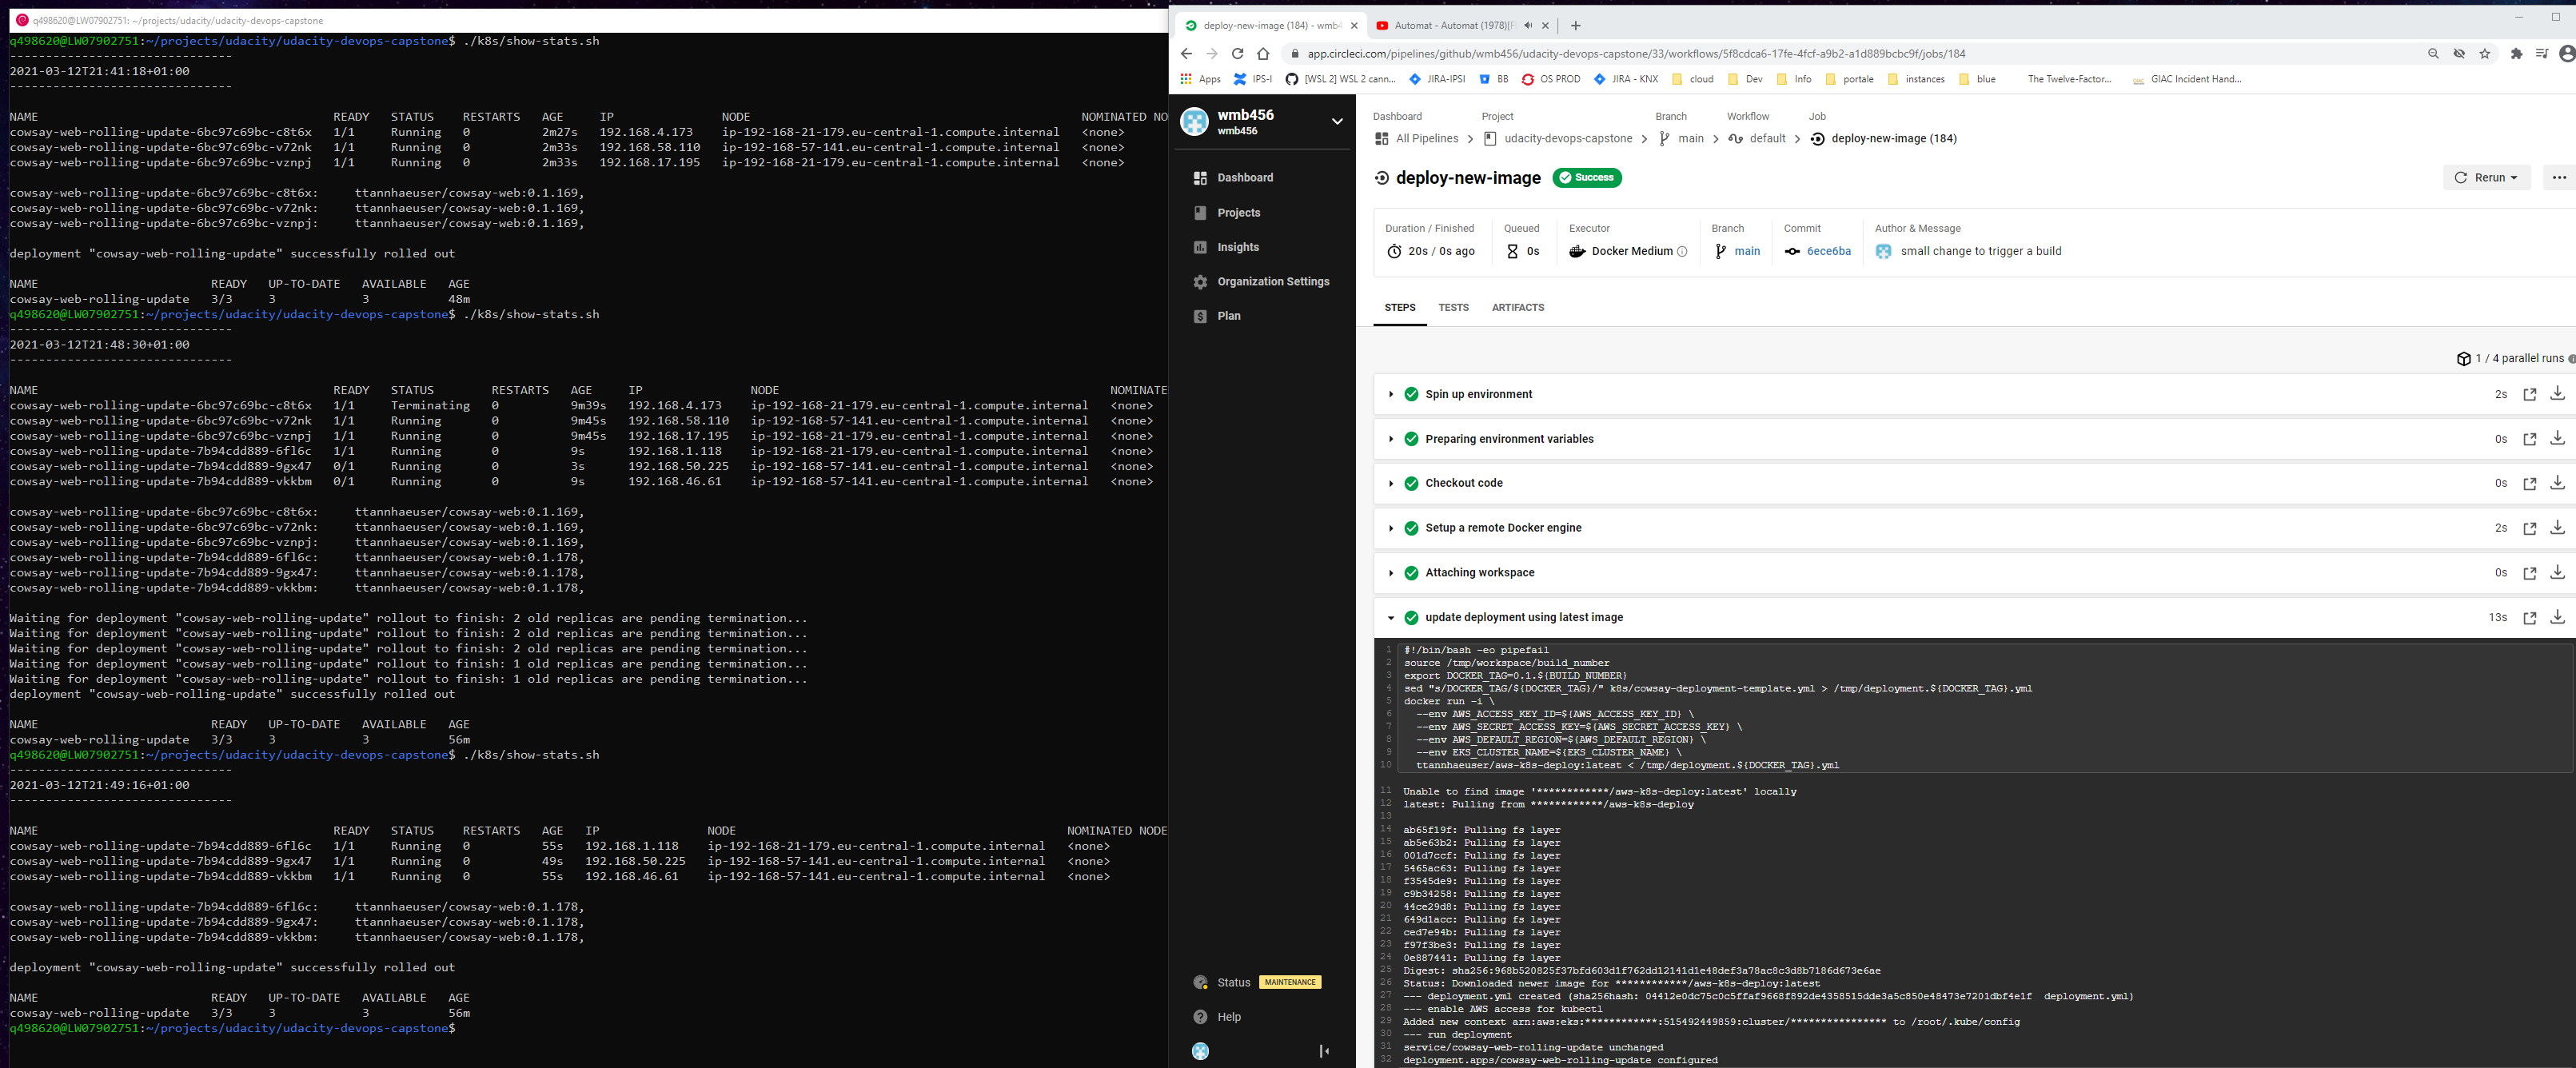 q498620@LW07902751: ~/projects/udacity/udacity-devops-capstone
q498620@LW07902751:~/projects/udacity/udacity-devops-capstone$ ./k8s/show-stats.sh
-------------------------------
2021-03-12T21:41:18+01:00
-------------------------------
NAME READY STATUS RESTARTS AGE IP NODE NOMINATED NO
cowsay-web-rolling-update-6bc97c69bc-c8t6x 1/1 Running 0 2m27s 192.168.4.173 ip-192-168-21-179.eu-central-1.compute.internal <none>
cowsay-web-rolling-update-6bc97c69bc-v72nk 1/1 Running 0 2m33s 192.168.58.110 ip-192-168-57-141.eu-central-1.compute.internal <none>
cowsay-web-rolling-update-6bc97c69bc-vznpj 1/1 Running 0 2m33s 192.168.17.195 ip-192-168-21-179.eu-central-1.compute.internal <none>
cowsay-web-rolling-update-6bc97c69bc-c8t6x: ttannhaeuser/cowsay-web:0.1.169,
cowsay-web-rolling-update-6bc97c69bc-v72nk: ttannhaeuser/cowsay-web:0.1.169,
cowsay-web-rolling-update-6bc97c69bc-vznpj: ttannhaeuser/cowsay-web:0.1.169,
deployment "cowsay-web-rolling-update" successfully rolled out
NAME READY UP-TO-DATE AVAILABLE AGE
cowsay-web-rolling-update 3/3 3 3 48m
q498620@LW07902751:~/projects/udacity/udacity-devops-capstone$ ./k8s/show-stats.sh
-------------------------------
2021-03-12T21:48:30+01:00
-------------------------------
NAME READY STATUS RESTARTS AGE IP NODE NOMINATE
cowsay-web-rolling-update-6bc97c69bc-c8t6x 1/1 Terminating 0 9m39s 192.168.4.173 ip-192-168-21-179.eu-central-1.compute.internal <none>
cowsay-web-rolling-update-6bc97c69bc-v72nk 1/1 Running 0 9m45s 192.168.58.110 ip-192-168-57-141.eu-central-1.compute.internal <none>
cowsay-web-rolling-update-6bc97c69bc-vznpj 1/1 Running 0 9m45s 192.168.17.195 ip-192-168-21-179.eu-central-1.compute.internal <none>
cowsay-web-rolling-update-7b94cdd889-6fl6c 1/1 Running 0 9s 192.168.1.118 ip-192-168-21-179.eu-central-1.compute.internal <none>
cowsay-web-rolling-update-7b94cdd889-9gx47 0/1 Running 0 3s 192.168.50.225 ip-192-168-57-141.eu-central-1.compute.internal <none>
cowsay-web-rolling-update-7b94cdd889-vkkbm 0/1 Running 0 9s 192.168.46.61 ip-192-168-57-141.eu-central-1.compute.internal <none>
cowsay-web-rolling-update-6bc97c69bc-c8t6x: ttannhaeuser/cowsay-web:0.1.169,
cowsay-web-rolling-update-6bc97c69bc-v72nk: ttannhaeuser/cowsay-web:0.1.169,
cowsay-web-rolling-update-6bc97c69bc-vznpj: ttannhaeuser/cowsay-web:0.1.169,
cowsay-web-rolling-update-7b94cdd889-6fl6c: ttannhaeuser/cowsay-web:0.1.178,
cowsay-web-rolling-update-7b94cdd889-9gx47: ttannhaeuser/cowsay-web:0.1.178,
cowsay-web-rolling-update-7b94cdd889-vkkbm: ttannhaeuser/cowsay-web:0.1.178,
Waiting for deployment "cowsay-web-rolling-update" rollout to finish: 2 old replicas are pending termination...
Waiting for deployment "cowsay-web-rolling-update" rollout to finish: 2 old replicas are pending termination...
Waiting for deployment "cowsay-web-rolling-update" rollout to finish: 2 old replicas are pending termination...
Waiting for deployment "cowsay-web-rolling-update" rollout to finish: 1 old replicas are pending termination...
Waiting for deployment "cowsay-web-rolling-update" rollout to finish: 1 old replicas are pending termination...
deployment "cowsay-web-rolling-update" successfully rolled out
NAME READY UP-TO-DATE AVAILABLE AGE
cowsay-web-rolling-update 3/3 3 3 56m
q498620@LW07902751:~/projects/udacity/udacity-devops-capstone$ ./k8s/show-stats.sh
-------------------------------
2021-03-12T21:49:16+01:00
-------------------------------
NAME READY STATUS RESTARTS AGE IP NODE NOMINATED NODE
cowsay-web-rolling-update-7b94cdd889-6fl6c 1/1 Running 0 55s 192.168.1.118 ip-192-168-21-179.eu-central-1.compute.internal <none>
cowsay-web-rolling-update-7b94cdd889-9gx47 1/1 Running 0 49s 192.168.50.225 ip-192-168-57-141.eu-central-1.compute.internal <none>
cowsay-web-rolling-update-7b94cdd889-vkkbm 1/1 Running 0 55s 192.168.46.61 ip-192-168-57-141.eu-central-1.compute.internal <none>
cowsay-web-rolling-update-7b94cdd889-6fl6c: ttannhaeuser/cowsay-web:0.1.178,
cowsay-web-rolling-update-7b94cdd889-9gx47: ttannhaeuser/cowsay-web:0.1.178,
cowsay-web-rolling-update-7b94cdd889-vkkbm: ttannhaeuser/cowsay-web:0.1.178,
deployment "cowsay-web-rolling-update" successfully rolled out
NAME READY UP-TO-DATE AVAILABLE AGE
cowsay-web-rolling-update 3/3 3 3 56m
q498620@LW07902751:~/projects/udacity/udacity-devops-capstone$
deploy-new-image (184) - wmb4 Automat - Automat (1978)[F
app.circleci.com/pipelines/github/wmb456/udacity-devops-capstone/33/workflows/5f8cdca6-17fe-4fcf-a9b2-a1d889bcbc9f/jobs/184
Apps IPS-I [WSL 2] WSL 2 cann... JIRA-IPSI BB OS PROD JIRA - KNX cloud Dev Info portale instances blue The Twelve-Factor... GIAC Incident Hand...
wmb456
wmb456
Dashboard
Projects
Insights
Organization Settings
Plan
Status MAINTENANCE
Help
Dashboard Project Branch Workflow Job
All Pipelines udacity-devops-capstone main default deploy-new-image (184)
deploy-new-image Success Rerun
Duration / Finished Queued Executor Branch Commit Author & Message
20s / 0s ago 0s Docker Medium main 6ece6ba small change to trigger a build
STEPS TESTS ARTIFACTS
1 / 4 parallel runs
Spin up environment 2s
Preparing environment variables 0s
Checkout code 0s
Setup a remote Docker engine 2s
Attaching workspace 0s
update deployment using latest image 13s
1 #!/bin/bash -eo pipefail
2 source /tmp/workspace/build_number
3 export DOCKER_TAG=0.1.${BUILD_NUMBER}
4 sed "s/DOCKER_TAG/${DOCKER_TAG}/" k8s/cowsay-deployment-template.yml > /tmp/deployment.${DOCKER_TAG}.yml
5 docker run -i \
6 --env AWS_ACCESS_KEY_ID=${AWS_ACCESS_KEY_ID} \
7 --env AWS_SECRET_ACCESS_KEY=${AWS_SECRET_ACCESS_KEY} \
8 --env AWS_DEFAULT_REGION=${AWS_DEFAULT_REGION} \
9 --env EKS_CLUSTER_NAME=${EKS_CLUSTER_NAME} \
10 ttannhaeuser/aws-k8s-deploy:latest < /tmp/deployment.${DOCKER_TAG}.yml
11 Unable to find image '************/aws-k8s-deploy:latest' locally
12 latest: Pulling from ************/aws-k8s-deploy
13
14 ab65f19f: Pulling fs layer
15 ab5e63b2: Pulling fs layer
16 001d7ccf: Pulling fs layer
17 5465ac63: Pulling fs layer
18 f3545de9: Pulling fs layer
19 c9b34258: Pulling fs layer
20 44ce29d8: Pulling fs layer
21 649d1acc: Pulling fs layer
22 ced7e94b: Pulling fs layer
23 f97f3be3: Pulling fs layer
24 0e887441: Pulling fs layer
25 Digest: sha256:968b520825f37bfd603d1f762dd12141d1e48def3a78ac8c3d8b7186d673e6ae
26 Status: Downloaded newer image for ************/aws-k8s-deploy:latest
27 --- deployment.yml created (sha256hash: 04412e0dc75c0c5ffaf9668f892de4358515dde3a5c850e48473e7201dbf4e1f deployment.yml)
28 --- enable AWS access for kubectl
29 Added new context arn:aws:eks:************:515492449859:cluster/**************** to /root/.kube/config
30 --- run deployment
31 service/cowsay-web-rolling-update unchanged
32 deployment.apps/cowsay-web-rolling-update configured